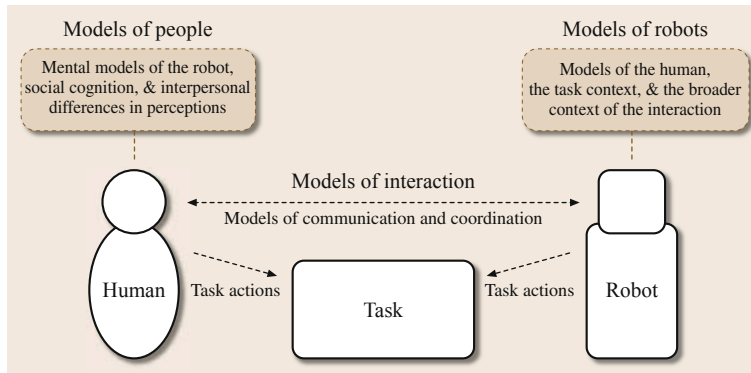 Models of people
Models of robots
Mental models of the robot,
social cognition, & interpersonal
differences in perceptions
Models of the human,
the task context, & the broader
context of the interaction
Models of interaction
Models of communication and coordination
Human
Task actions
Task
Task actions
Robot